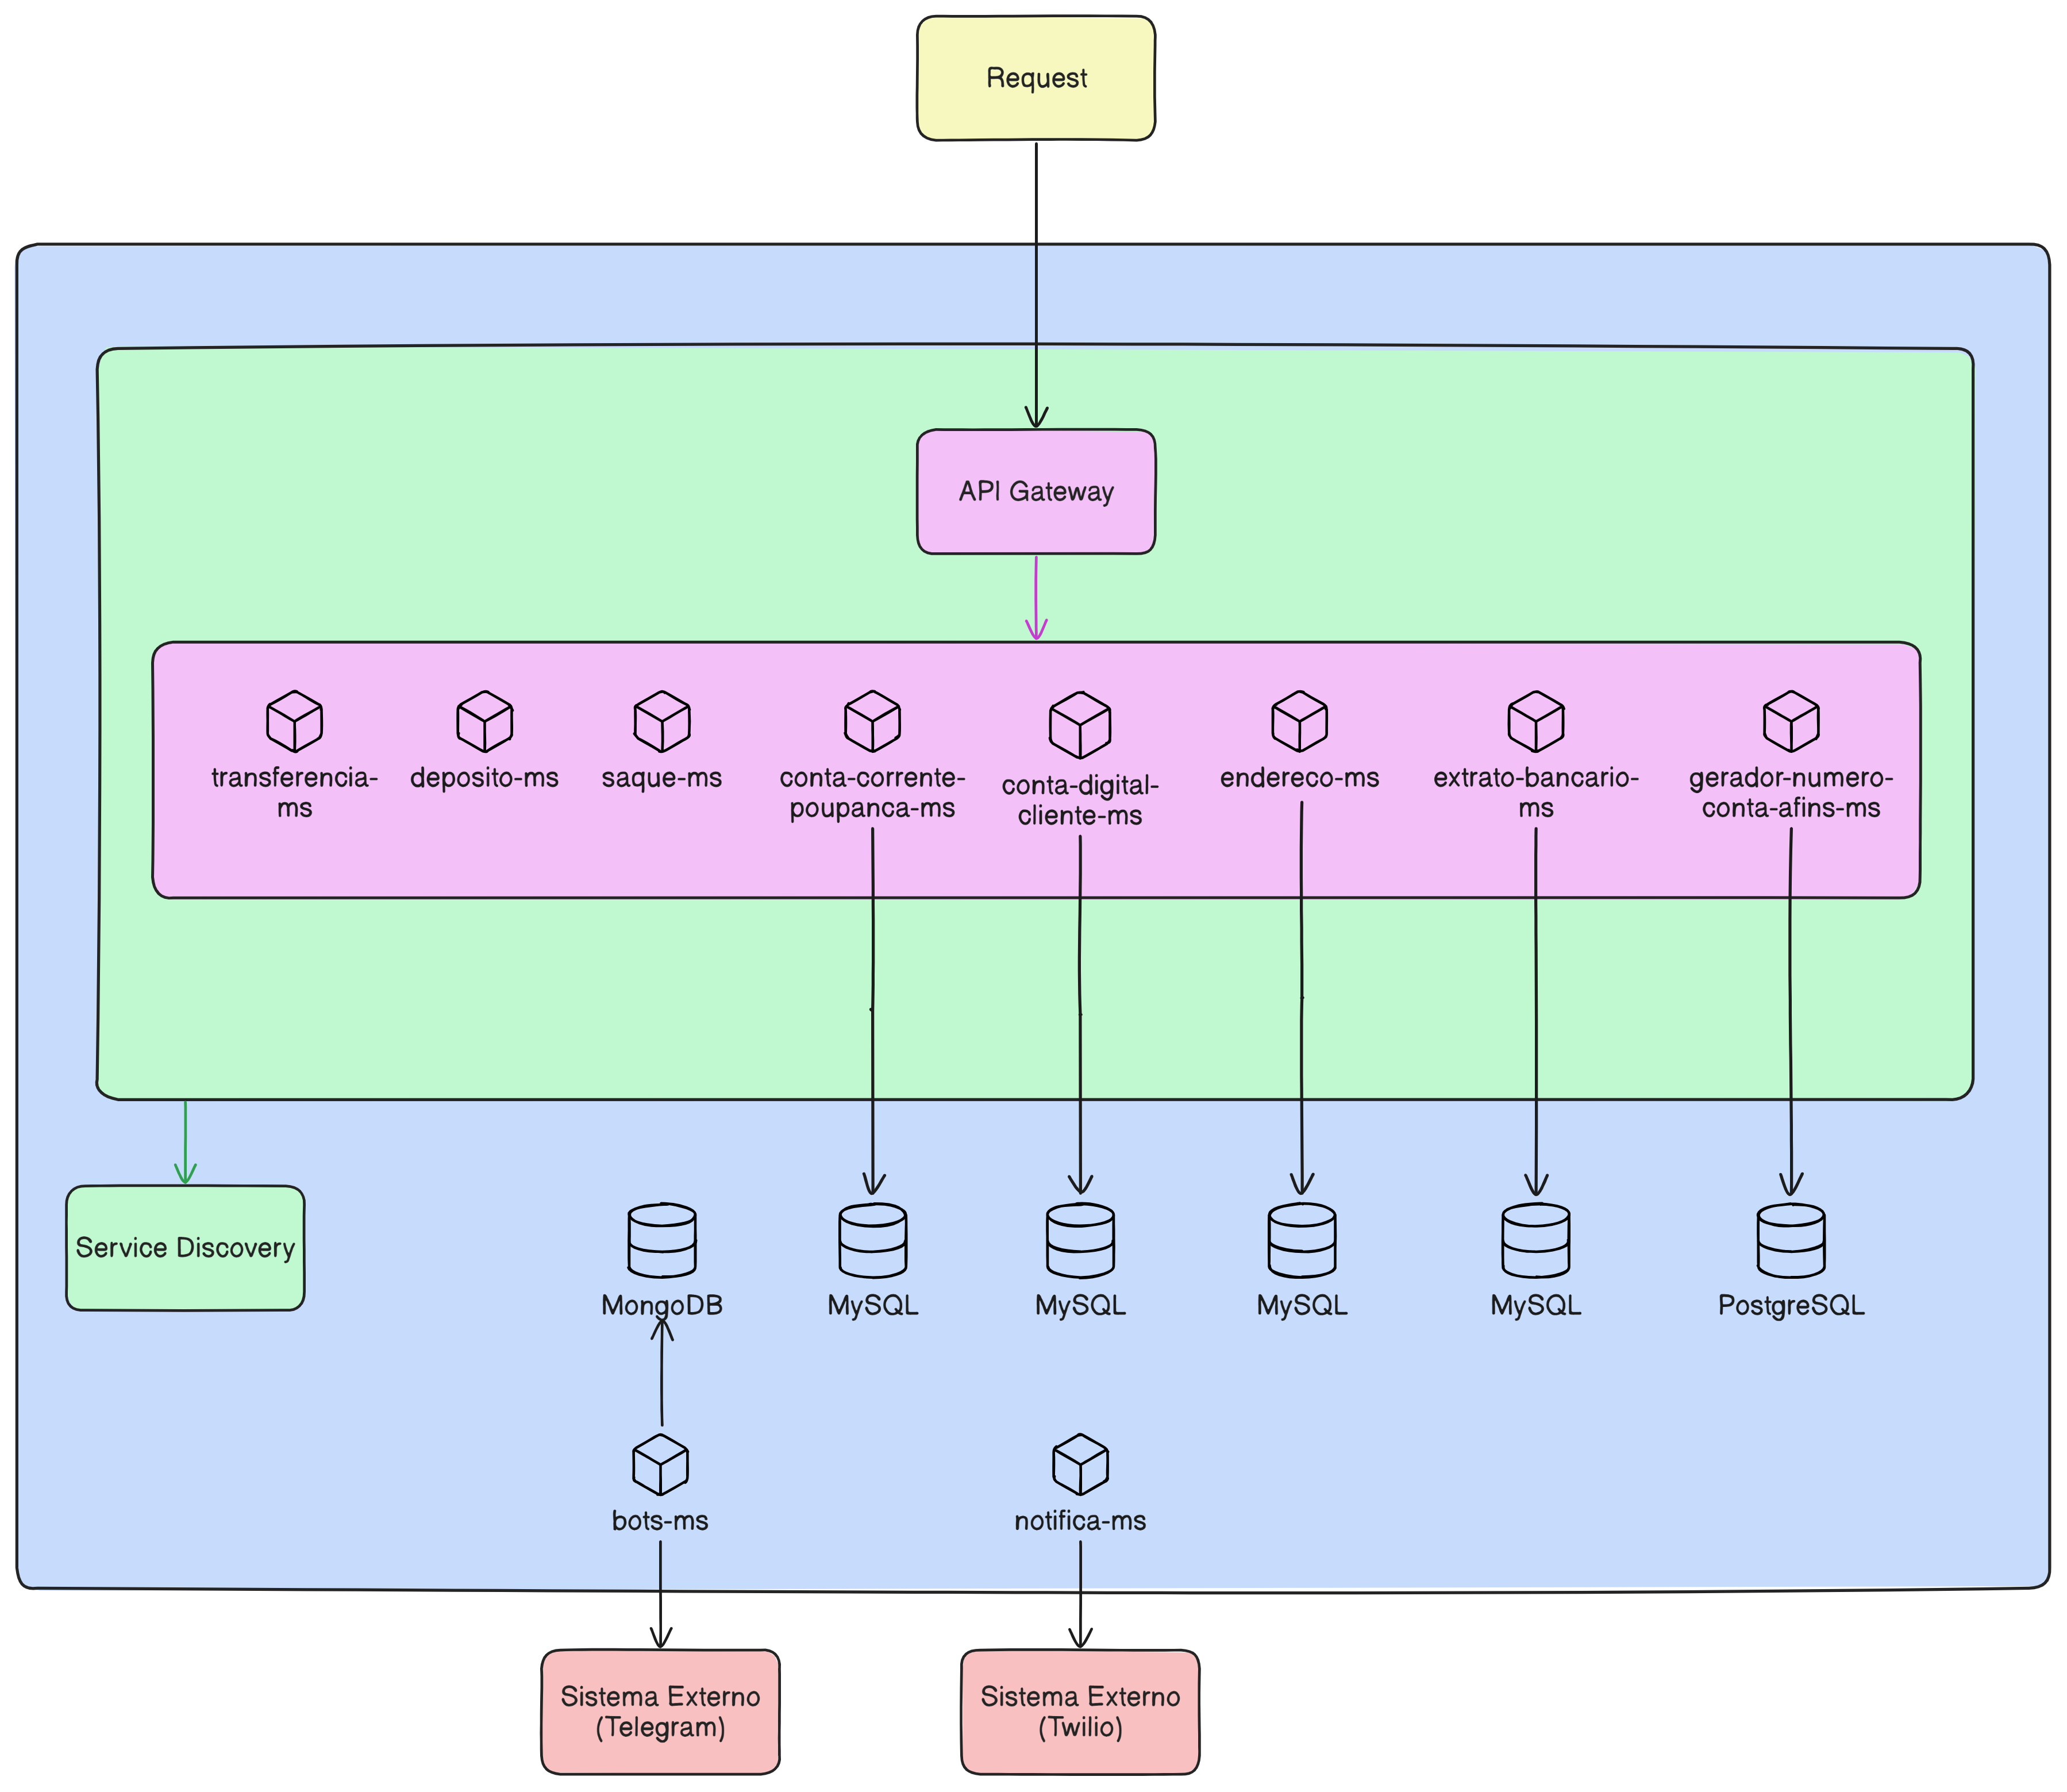 Request
API Gateway
transferencia-
ms
deposito-ms
saque-ms
conta-corrente-
poupanca-ms
conta-digital-
cliente-ms
endereco-ms
extrato-bancario-
ms
gerador-numero-
conta-afins-ms
Service Discovery
MongoDB
MySQL
MySQL
MySQL
MySQL
PostgreSQL
bots-ms
notifica-ms
Sistema Externo
(Telegram)
Sistema Externo
(Twilio)